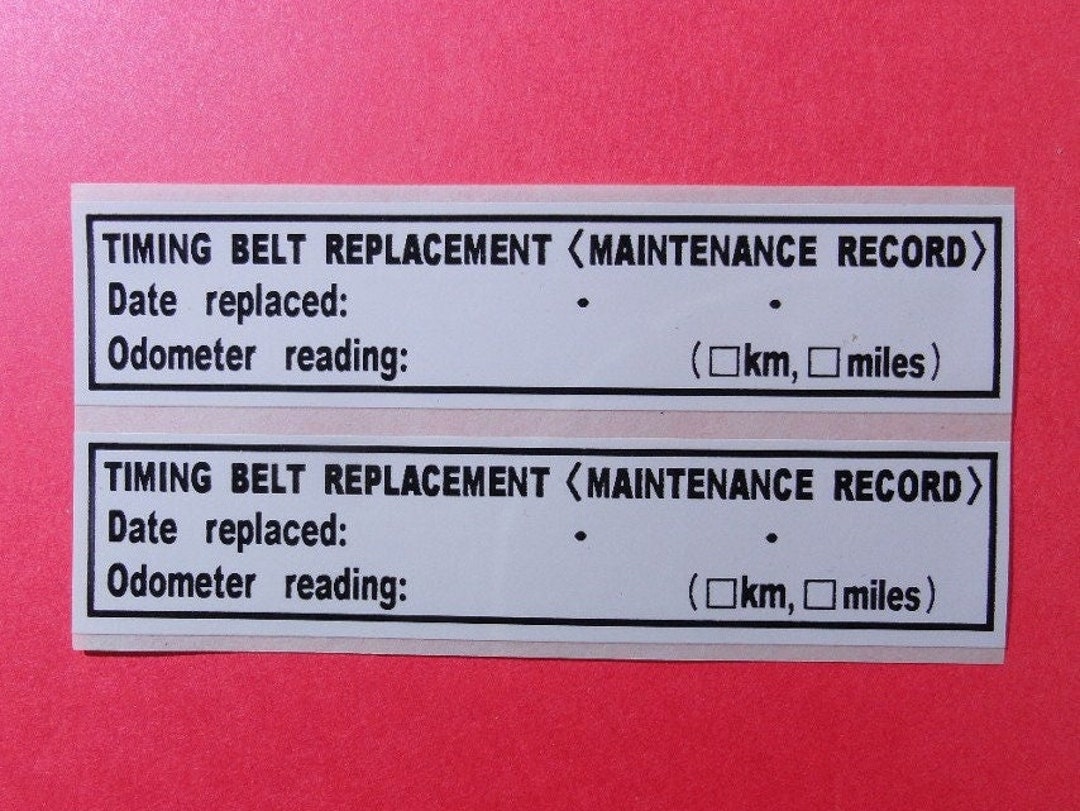 TIMING BELT REPLACEMENT〈MAINTENANCE RECORD〉
Date replaced: • •
Odometer reading: (□km, □miles)
TIMING BELT REPLACEMENT〈MAINTENANCE RECORD〉
Date replaced: • •
Odometer reading: (□km, □miles)